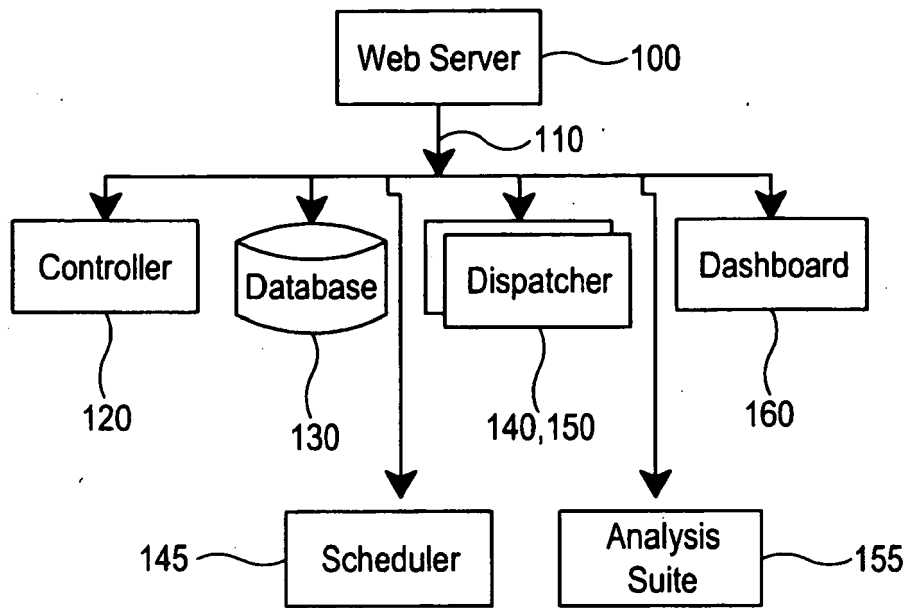 Web Server
100
110
Controller
Database
Dispatcher
Dashboard
120
130
140,150
160
145
Scheduler
Analysis
Suite
155